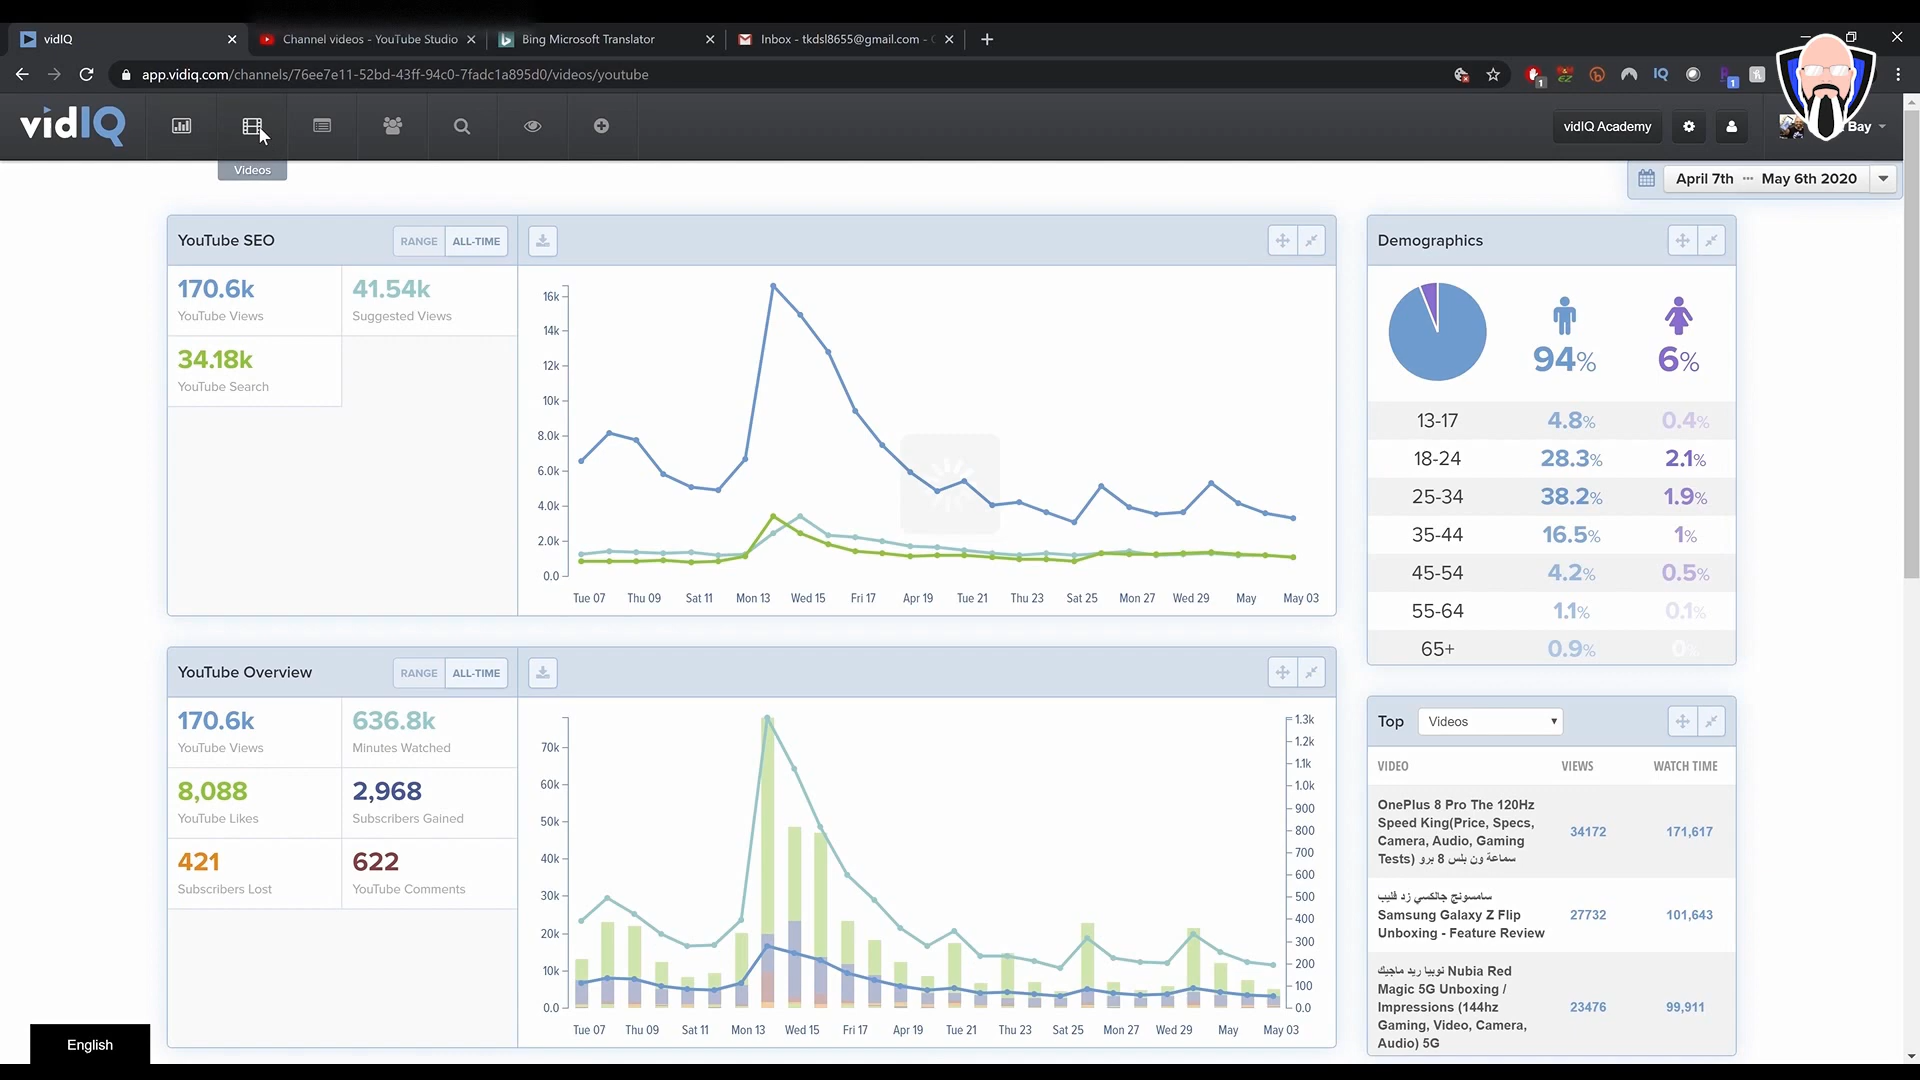 vidIQ
Channel videos - YouTube Studio
Bing Microsoft Translator
Inbox - tkdsl8655@gmail.com -
app.vidiq.com/channels/76ee7e11-52bd-43ff-94c0-7fadc1a895d0/videos/youtube
vidIQ
vidIQ Academy
Bay
Videos
April 7th ··· May 6th 2020
YouTube SEO
RANGE
ALL-TIME
170.6k
YouTube Views
41.54k
Suggested Views
34.18k
YouTube Search
16k
14k
12k
10k
8.0k
6.0k
4.0k
2.0k
0.0
Tue 07 Thu 09 Sat 11 Mon 13 Wed 15 Fri 17 Apr 19 Tue 21 Thu 23 Sat 25 Mon 27 Wed 29 May May 03
Demographics
94%
6%
13-17 4.8% 0.4%
18-24 28.3% 2.1%
25-34 38.2% 1.9%
35-44 16.5% 1%
45-54 4.2% 0.5%
55-64 1.1% 0.1%
65+ 0.9% 0%
YouTube Overview
RANGE
ALL-TIME
170.6k
YouTube Views
636.8k
Minutes Watched
8,088
YouTube Likes
2,968
Subscribers Gained
421
Subscribers Lost
622
YouTube Comments
70k
60k
50k
40k
30k
20k
10k
0.0
1.3k
1.2k
1.1k
1.0k
900
800
700
600
500
400
300
200
100
0.0
Tue 07 Thu 09 Sat 11 Mon 13 Wed 15 Fri 17 Apr 19 Tue 21 Thu 23 Sat 25 Mon 27 Wed 29 May May 03
Top
Videos
VIDEO VIEWS WATCH TIME
OnePlus 8 Pro The 120Hz
Speed King(Price, Specs,
Camera, Audio, Gaming
Tests) سماعة ون بلس 8 برو
34172 171,617
سامسونج جالكسي زد فليب
Samsung Galaxy Z Flip
Unboxing - Feature Review
27732 101,643
نوبيا ريد ماجيك Nubia Red
Magic 5G Unboxing /
Impressions (144hz
Gaming, Video, Camera,
Audio) 5G
23476 99,911
English